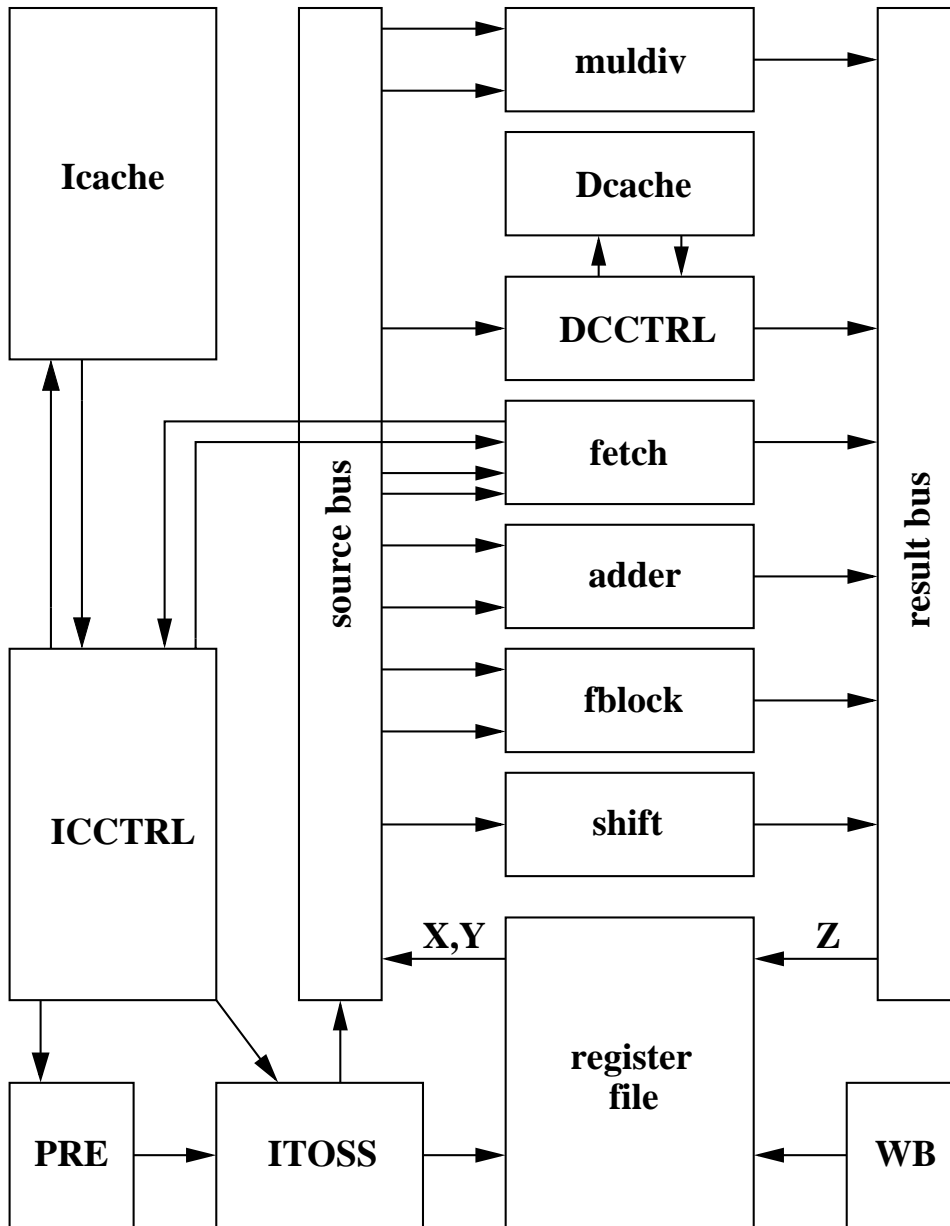 muldiv
Icache
Dcache
DCCTRL
fetch
source bus
result bus
adder
fblock
ICCTRL
shift
X,Y
Z
register
file
PRE
ITOSS
WB